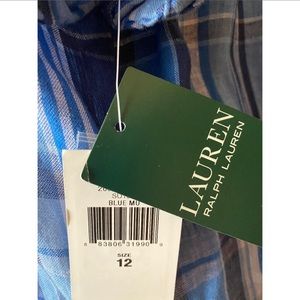 LAUREN
RALPH LAUREN
BLUE MU
8 83806 31990 9
SIZE
12